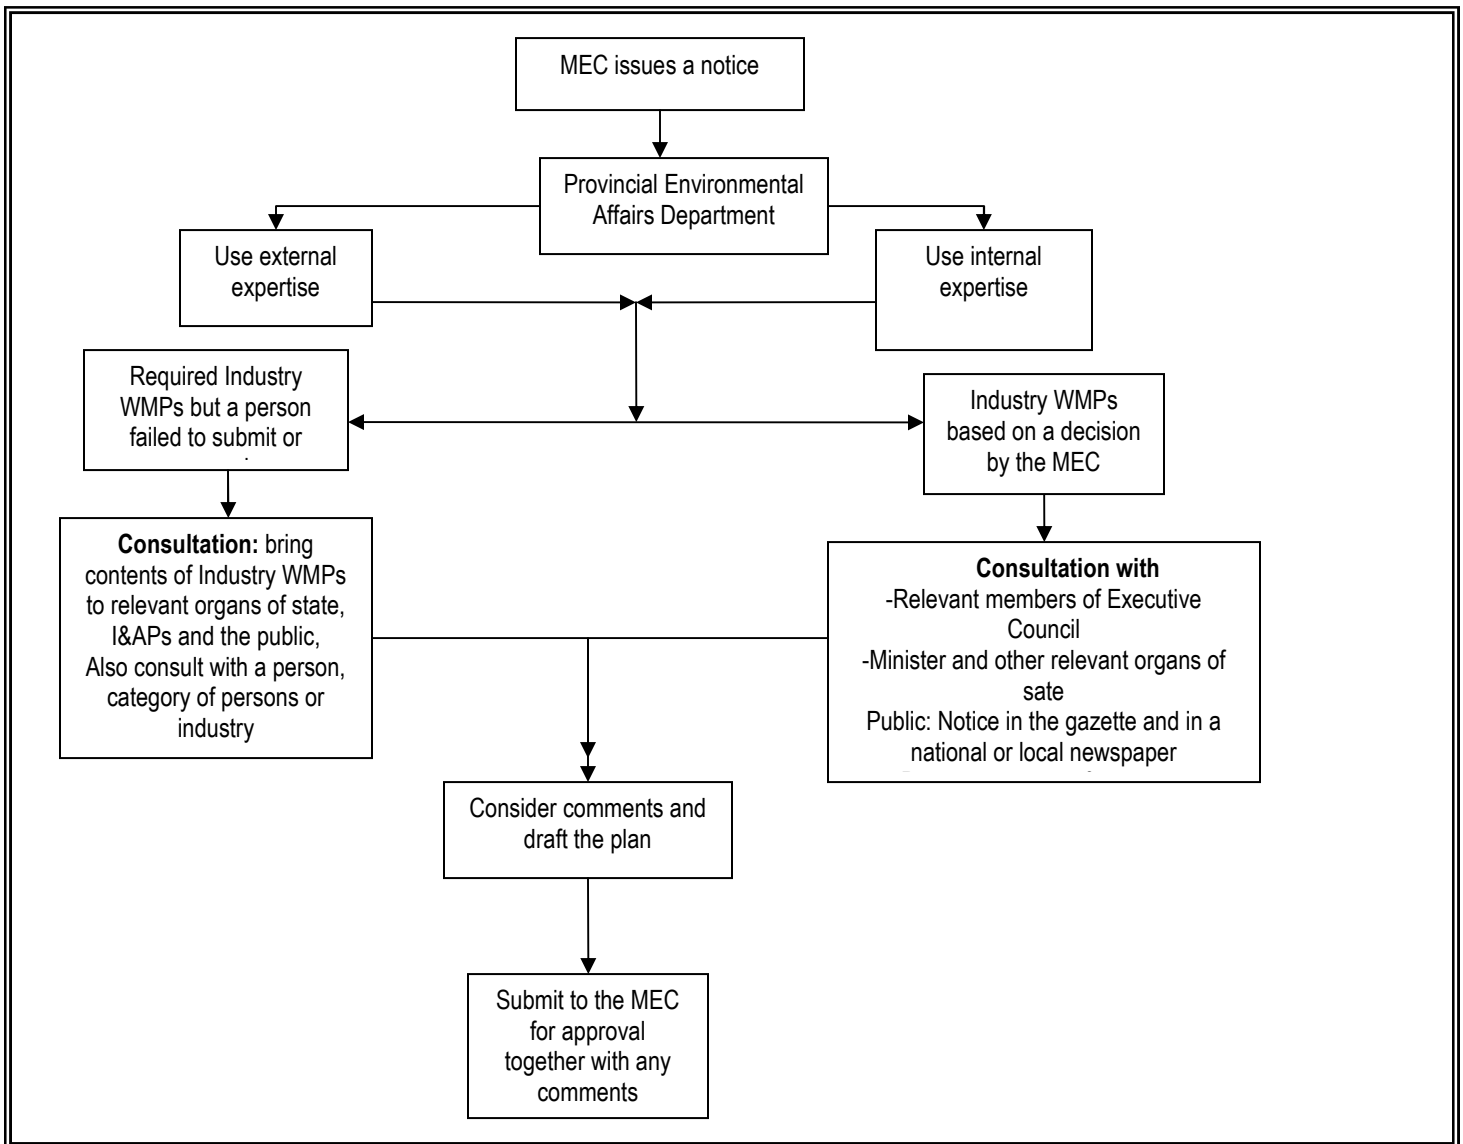 MEC issues a notice
Provincial Environmental
Affairs Department
Use external
expertise
Use internal
expertise
Required Industry
WMPs but a person
failed to submit or
Industry WMPs
based on a decision
by the MEC
Consultation: bring
contents of Industry WMPs
to relevant organs of state,
I&APs and the public,
Also consult with a person,
category of persons or
industry
Consultation with
-Relevant members of Executive
Council
-Minister and other relevant organs of
sate
Public: Notice in the gazette and in a
national or local newspaper
Consider comments and
draft the plan
Submit to the MEC
for approval
together with any
comments